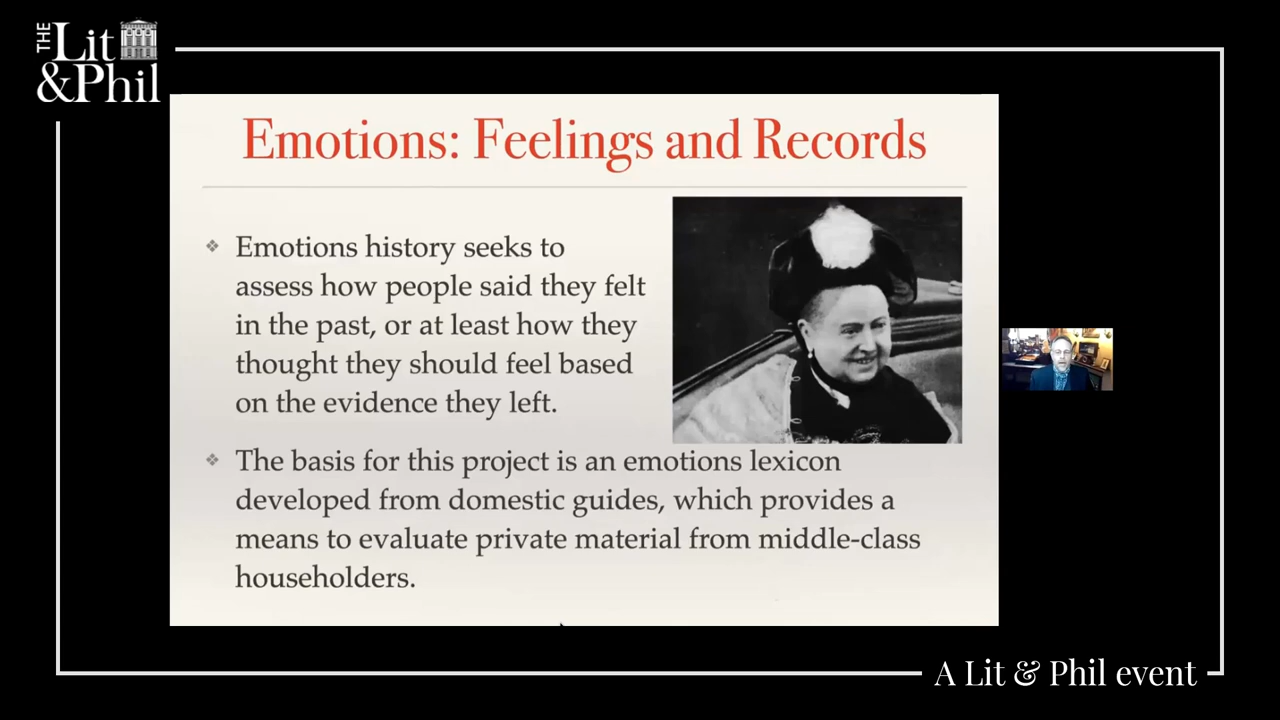 THE
Lit
&Phil
Emotions: Feelings and Records
Emotions history seeks to
assess how people said they felt
in the past, or at least how they
thought they should feel based
on the evidence they left.
The basis for this project is an emotions lexicon
developed from domestic guides, which provides a
means to evaluate private material from middle-class
householders.
A Lit & Phil event